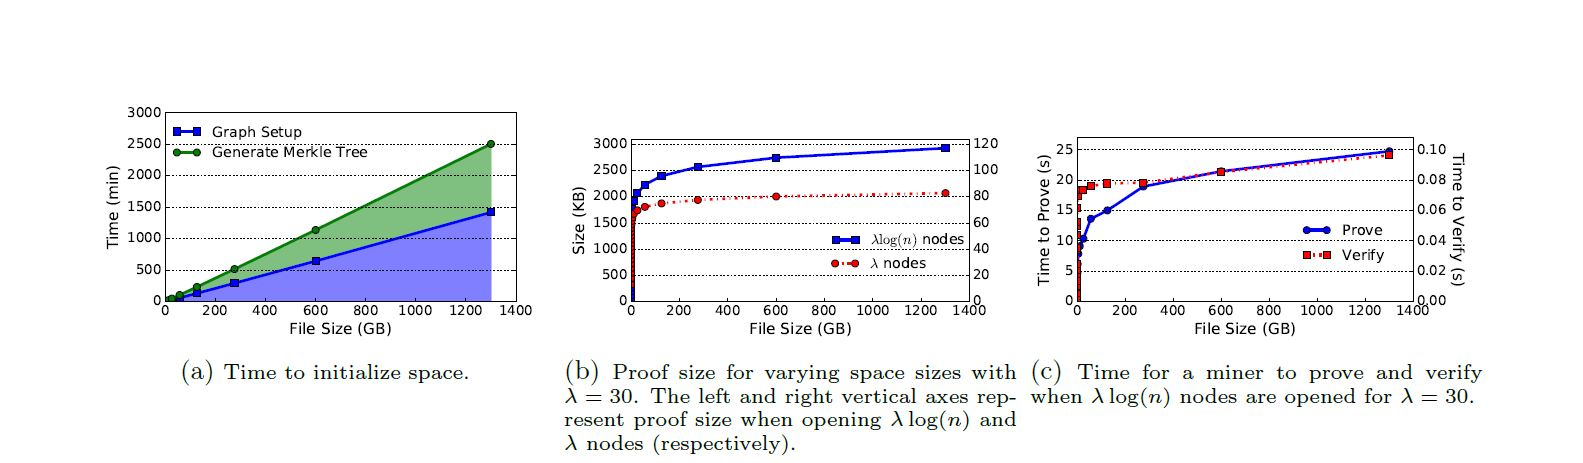 3000
2500
2000
1500
1000
500
0
Time (min)
Graph Setup
Generate Merkle Tree
0 200 400 600 800 1000 1200 1400
File Size (GB)
(a) Time to initialize space.
3000
2500
2000
1500
1000
500
0
Size (KB)
120
100
80
60
40
20
0
λlog(n) nodes
λ nodes
0 200 400 600 800 1000 1200 1400
File Size (GB)
(b) Proof size for varying space sizes with
λ = 30. The left and right vertical axes rep-
resent proof size when opening λ log(n) and
λ nodes (respectively).
25
20
15
10
5
0
Time to Prove (s)
0.10
0.08
0.06
0.04
0.02
0.00
Time to Verify (s)
Prove
Verify
0 200 400 600 800 1000 1200 1400
File Size (GB)
(c) Time for a miner to prove and verify
when λ log(n) nodes are opened for λ = 30.